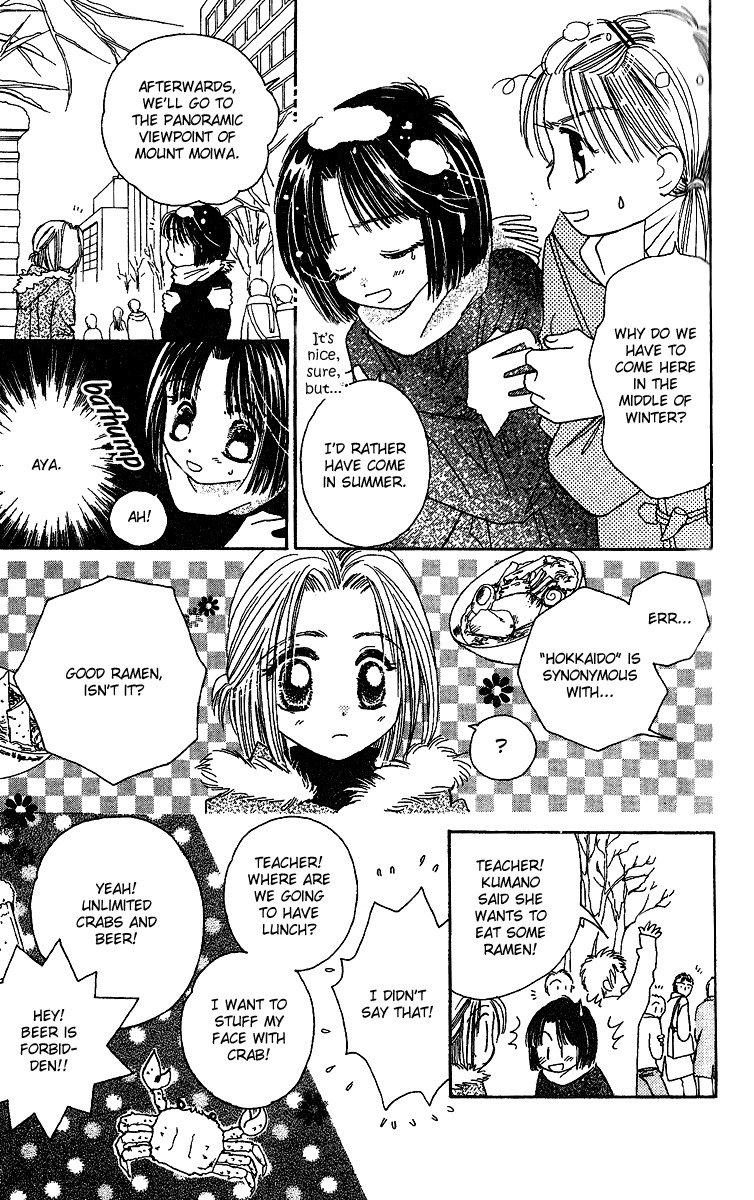 WHY DO WE
HAVE TO
COME HERE
IN THE
MIDDLE OF
WINTER?
It's
nice,
sure,
but...
I'D RATHER
HAVE COME
IN SUMMER.
AFTERWARDS,
WE'LL GO TO
THE PANORAMIC
VIEWPOINT OF
MOUNT MOIWA.
bathump
AYA.
AH!
ERR...
"HOKKAIDO" IS
SYNONYMOUS
WITH...
?
GOOD RAMEN,
ISN'T IT?
TEACHER!
KUMANO
SAID SHE
WANTS TO
EAT SOME
RAMEN!
I DIDN'T
SAY THAT!
TEACHER!
WHERE ARE
WE GOING
TO HAVE
LUNCH?
I WANT TO
STUFF MY
FACE WITH
CRAB!
YEAH!
UNLIMITED
CRABS AND
BEER!
HEY!
BEER IS
FORBID-
DEN!!